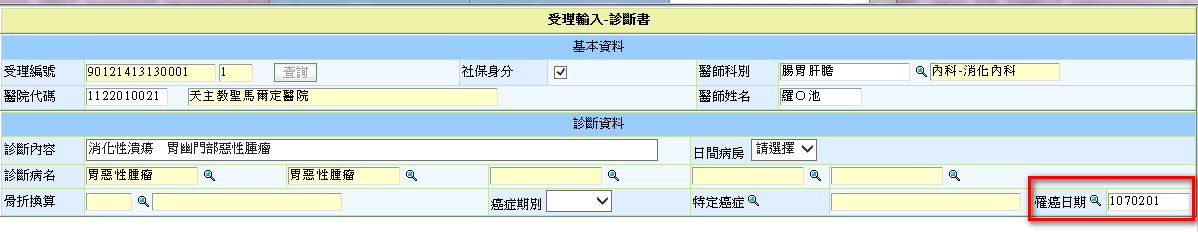 受理輸入-診斷書
基本資料
受理編號 90121413130001 1 查詢 社保身分 醫師科別 腸胃肝膽 內科-消化內科
醫院代碼 1122010021 天主教聖馬爾定醫院 醫師姓名 羅○池
診斷資料
診斷內容 消化性潰瘍 胃幽門部惡性腫瘤 日間病房 請選擇
診斷病名 胃惡性腫瘤 胃惡性腫瘤
骨折換算 癌症期別 特定癌症 罹癌日期 1070201